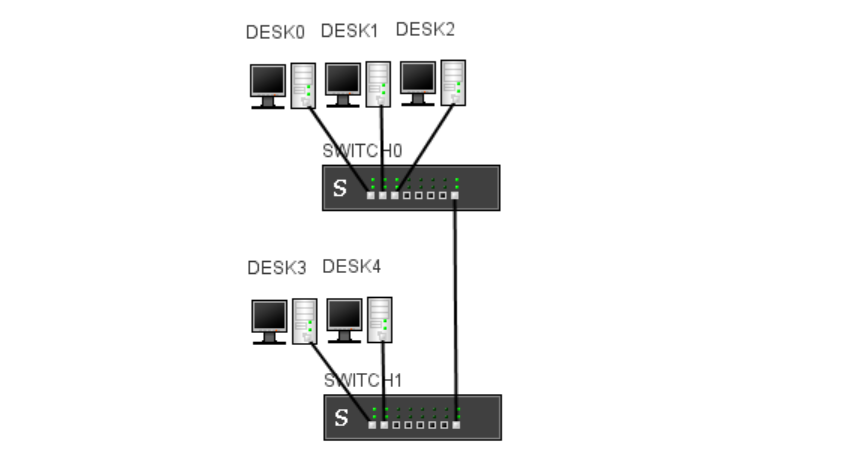 DESK0 DESK1 DESK2
SWITCH0
S
DESK3 DESK4
SWITCH1
S